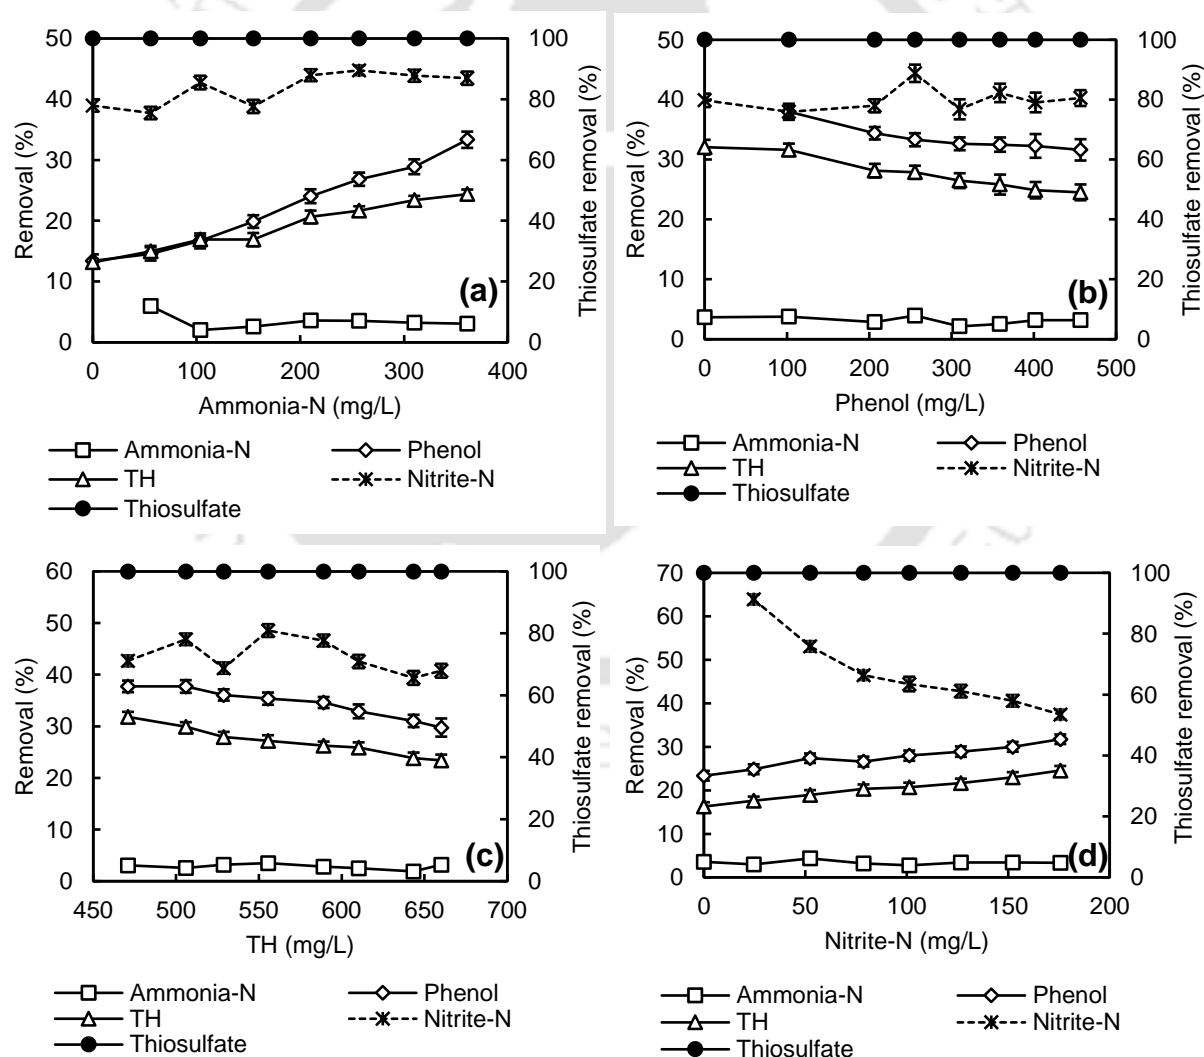 50 100
40 80
30 60
20 40
10 20
0 0
0 100 200 300 400
Removal (%)
Thiosulfate removal (%)
(a)
Ammonia-N (mg/L)
Ammonia-N Phenol
TH Nitrite-N
Thiosulfate
50 100
40 80
30 60
20 40
10 20
0 0
0 100 200 300 400 500
Removal (%)
Thiosulfate removal (%)
(b)
Phenol (mg/L)
Ammonia-N Phenol
TH Nitrite-N
Thiosulfate
60 100
50 80
40 60
30
20 40
10 20
0 0
450 500 550 600 650 700
Removal (%)
Thiosulfate removal (%)
(c)
TH (mg/L)
Ammonia-N Phenol
TH Nitrite-N
Thiosulfate
70 100
60 80
50
40 60
30 40
20
10 20
0 0
0 50 100 150 200
Removal (%)
Thiosulfate removal (%)
(d)
Nitrite-N (mg/L)
Ammonia-N Phenol
TH Nitrite-N
Thiosulfate